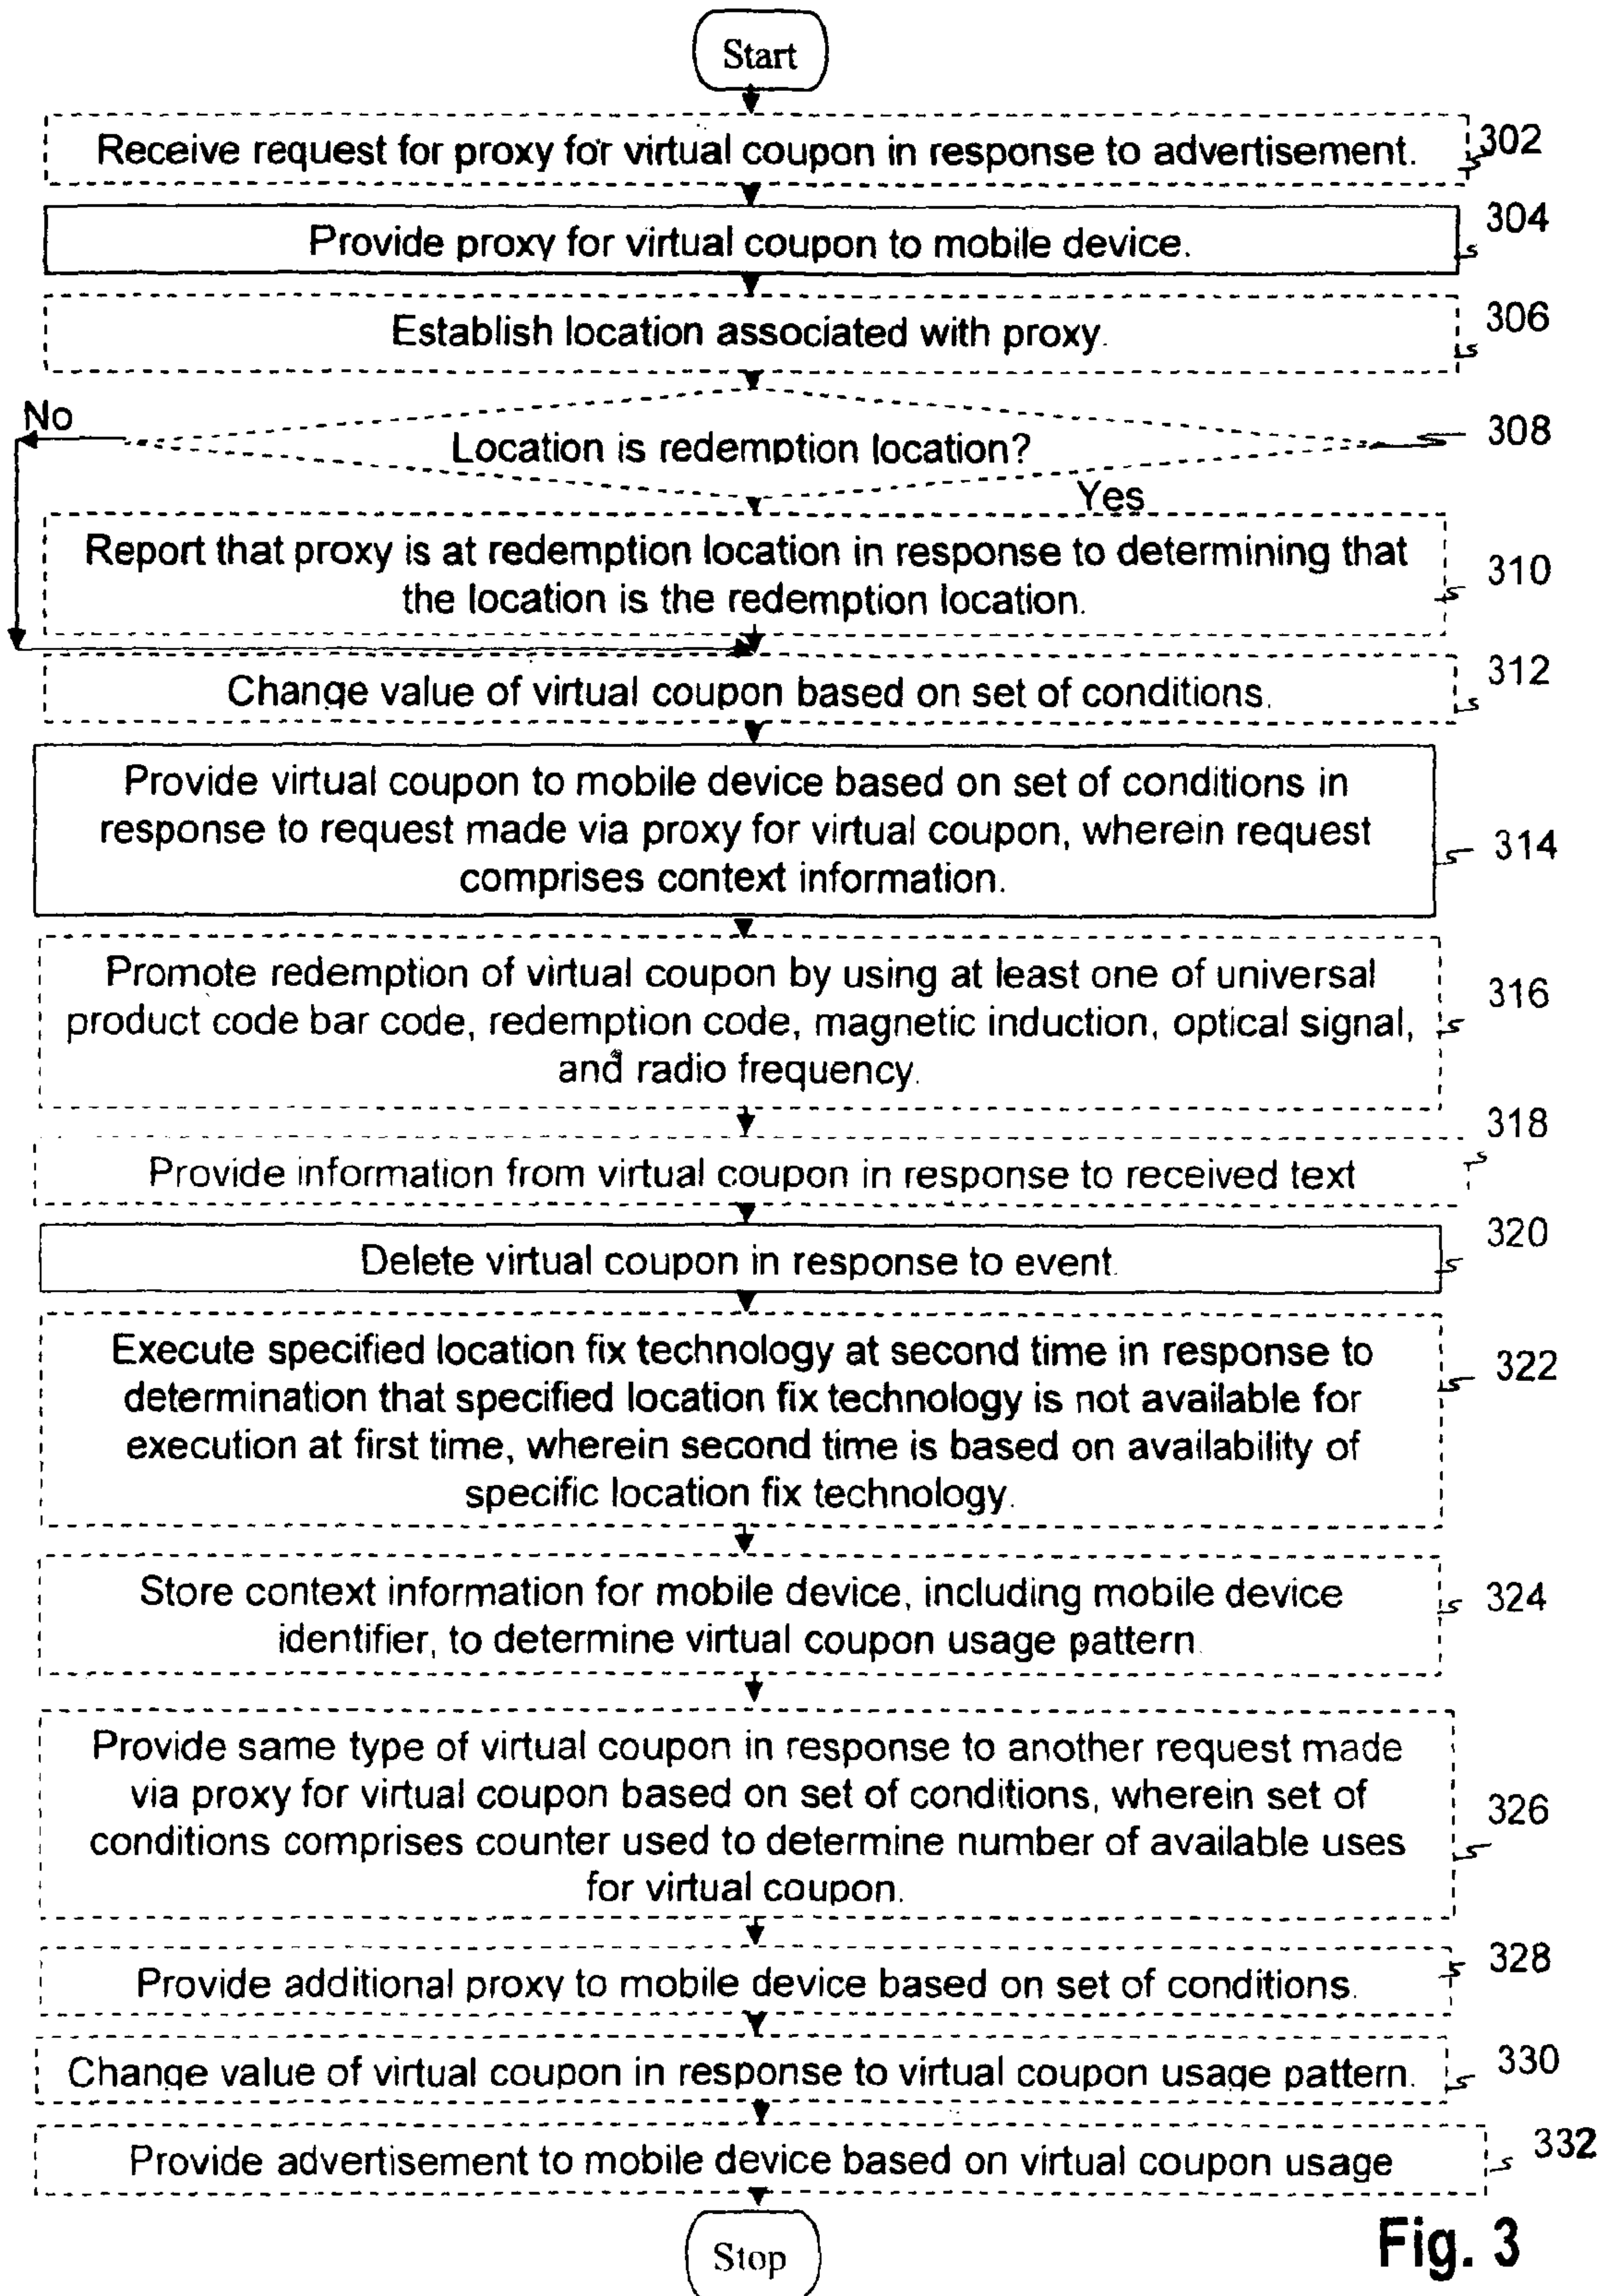 Start
Receive request for proxy for virtual coupon in response to advertisement.
302
Provide proxy for virtual coupon to mobile device.
304
Establish location associated with proxy.
306
No
Location is redemption location?
308
Yes
Report that proxy is at redemption location in response to determining that
the location is the redemption location.
310
Change value of virtual coupon based on set of conditions.
312
Provide virtual coupon to mobile device based on set of conditions in
response to request made via proxy for virtual coupon, wherein request
comprises context information.
314
Promote redemption of virtual coupon by using at least one of universal
product code bar code, redemption code, magnetic induction, optical signal,
and radio frequency.
316
Provide information from virtual coupon in response to received text
318
Delete virtual coupon in response to event.
320
Execute specified location fix technology at second time in response to
determination that specified location fix technology is not available for
execution at first time, wherein second time is based on availability of
specific location fix technology.
322
Store context information for mobile device, including mobile device
identifier, to determine virtual coupon usage pattern.
324
Provide same type of virtual coupon in response to another request made
via proxy for virtual coupon based on set of conditions, wherein set of
conditions comprises counter used to determine number of available uses
for virtual coupon.
326
Provide additional proxy to mobile device based on set of conditions.
328
Change value of virtual coupon in response to virtual coupon usage pattern.
330
Provide advertisement to mobile device based on virtual coupon usage
332
Stop
Fig. 3